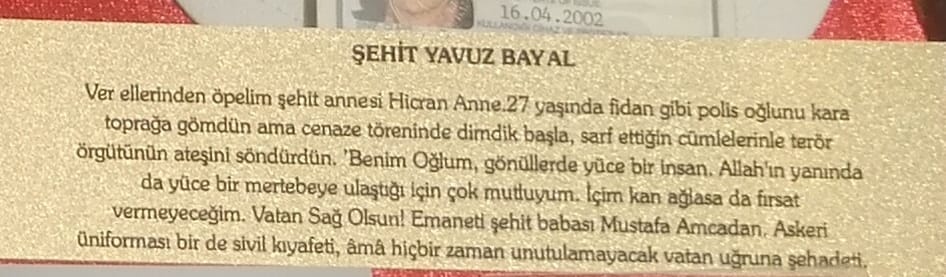 16.04.2002
ŞEHİT YAVUZ BAYAL
Ver ellerinden öpelim şehit annesi Hicran Anne.27 yaşında fidan gibi polis oğlunu kara
toprağa gömdün ama cenaze töreninde dimdik başla, sarf ettiğin cümlelerinle terör
örgütünün ateşini söndürdün. 'Benim Oğlum, gönüllerde yüce bir insan. Allah'ın yanında
da yüce bir mertebeye ulaştığı için çok mutluyum. İçim kan ağlasa da fırsat
vermeyeceğim. Vatan Sağ Olsun! Emaneti şehit babası Mustafa Amcadan. Askeri
üniforması bir de sivil kıyafeti, âmâ hiçbir zaman unutulamayacak vatan uğruna şehadeti.